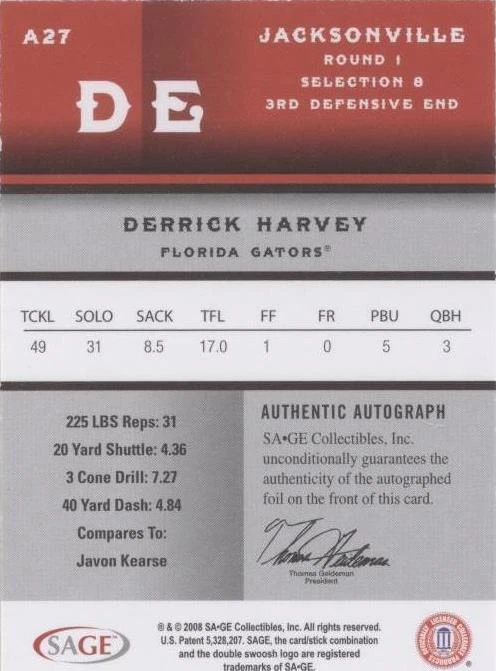 A27
JACKSONVILLE
ROUND 1
SELECTION 8
3RD DEFENSIVE END
DE
DERRICK HARVEY
FLORIDA GATORS®
TCKL SOLO SACK TFL FF FR PBU QBH
49 31 8.5 17.0 1 0 5 3
225 LBS Reps: 31
20 Yard Shuttle: 4.36
3 Cone Drill: 7.27
40 Yard Dash: 4.84
Compares To:
Javon Kearse
AUTHENTIC AUTOGRAPH
SA•GE Collectibles, Inc.
unconditionally guarantees the
authenticity of the autographed
foil on the front of this card.
Thomas Geideman
Thomas Geideman
President
SAGE
® & © 2008 SA•GE Collectibles, Inc. All rights reserved.
U.S. Patent 5,328,207. SAGE, the card/stick combination
and the double swoosh logo are registered
trademarks of SA•GE.